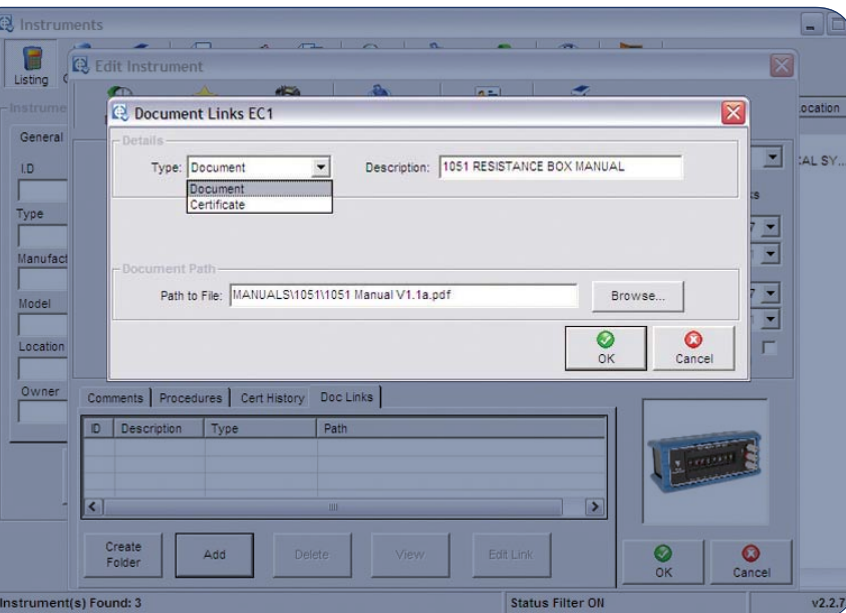 Instruments
Listing
Edit Instrument
Instrume
ocation
Document Links EC1
General
Details
Type: Document
Description: 1051 RESISTANCE BOX MANUAL
Document
Certificate
I.D
AL SY...
Type
Manufact
Document Path
Path to File: MANUALS\1051\1051 Manual V1.1a.pdf
Browse...
Model
Location
OK
Cancel
Owner
Comments
Procedures
Cert History
Doc Links
ID
Description
Type
Path
Create
Folder
Add
Delete
View
Edit Link
OK
Cancel
Instrument(s) Found: 3
Status Filter ON
v2.2.7